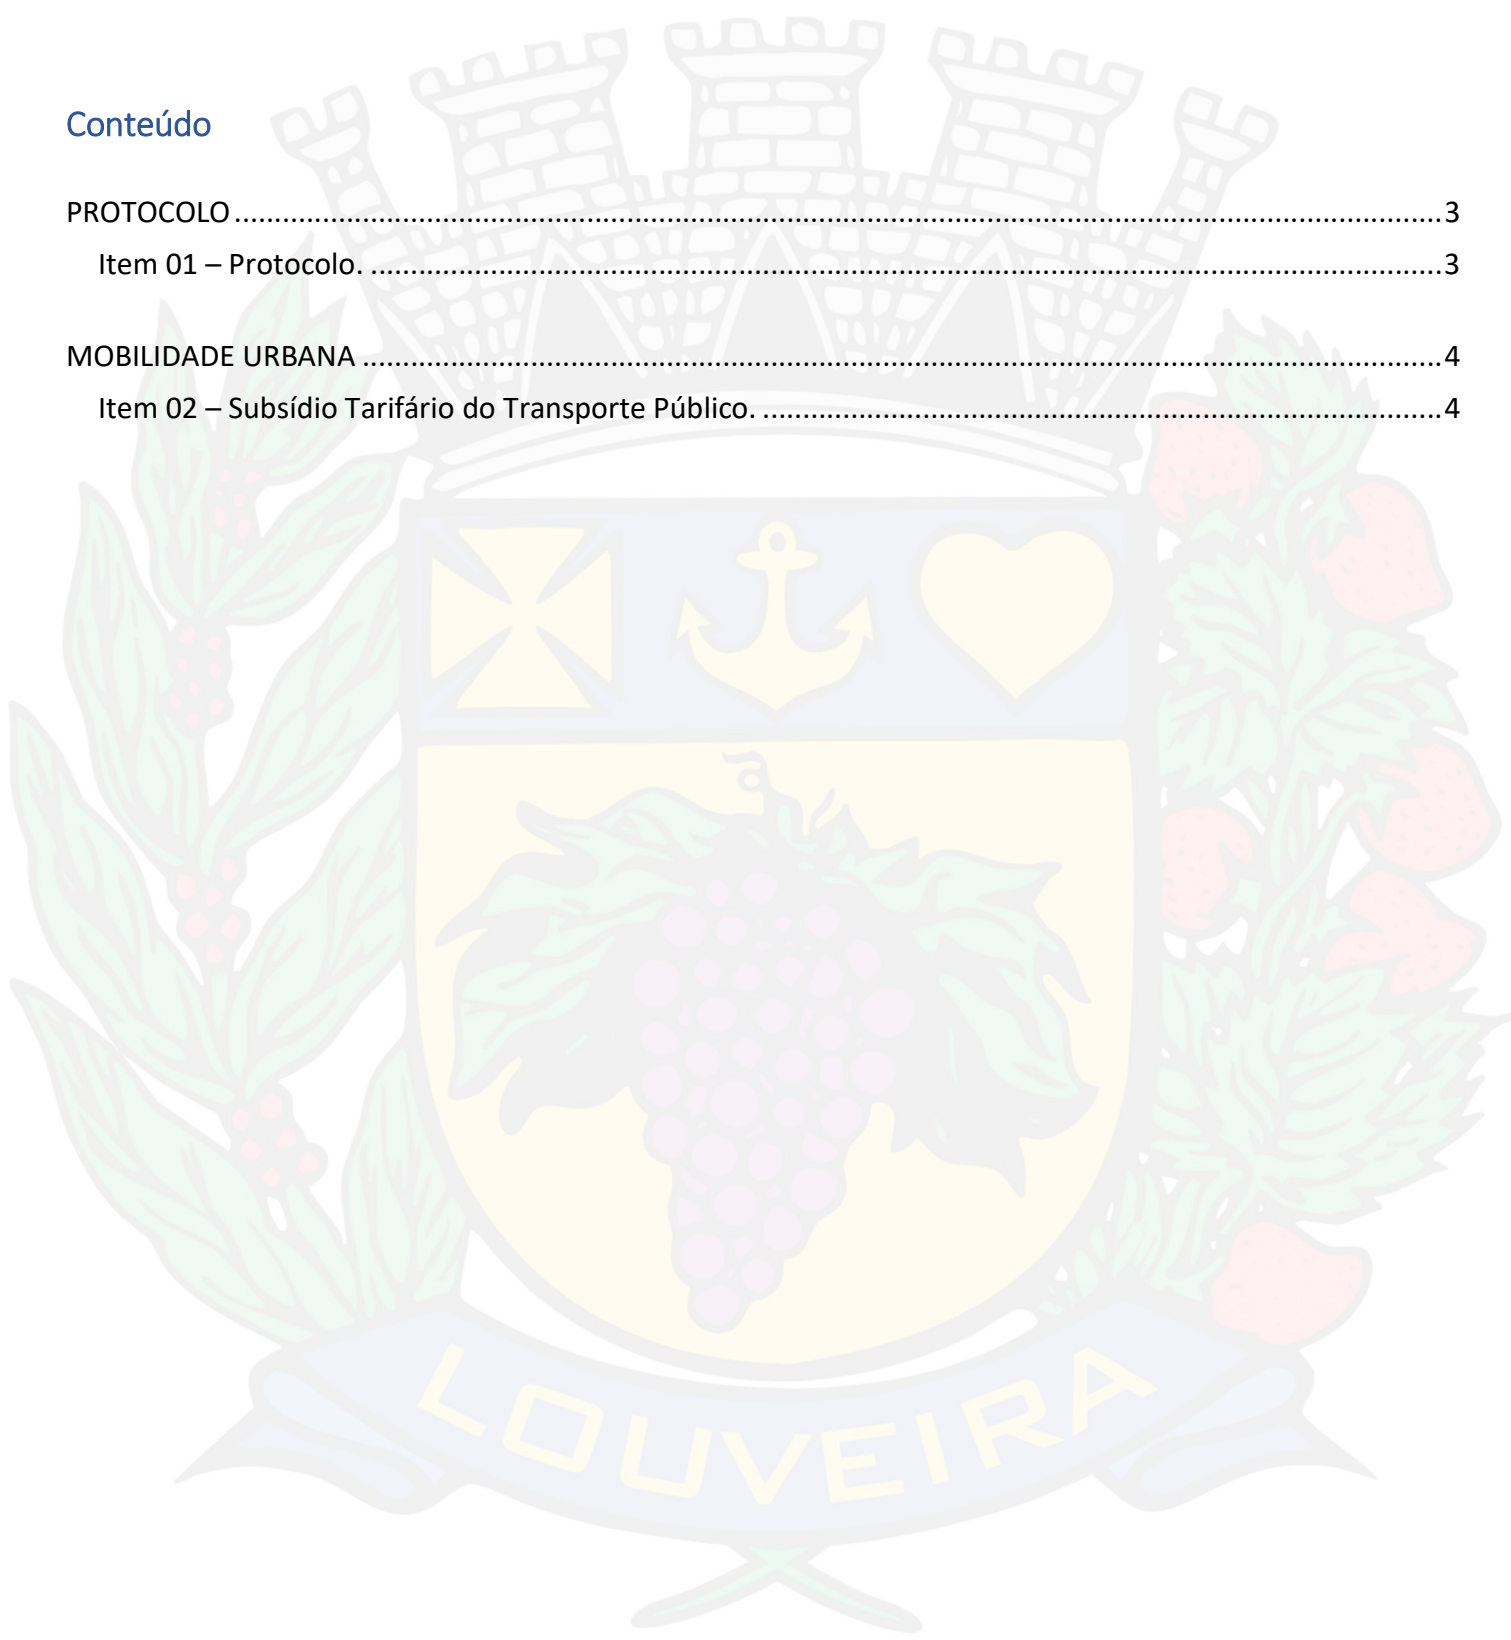 Conteúdo
PROTOCOLO ........................................................................................................................................................ 3
Item 01 – Protocolo. ....................................................................................................................................... 3
MOBILIDADE URBANA ....................................................................................................................................... 4
Item 02 – Subsídio Tarifário do Transporte Público. ..................................................................................... 4
LOUVEIRA